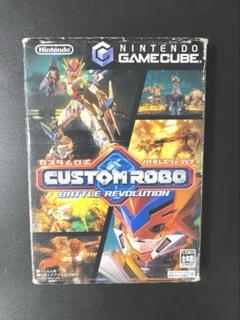 Nintendo
NINTENDO
GAMECUBE
カスタムロボ バトルレボリューション
CUSTOM ROBO
BATTLE REVOLUTION